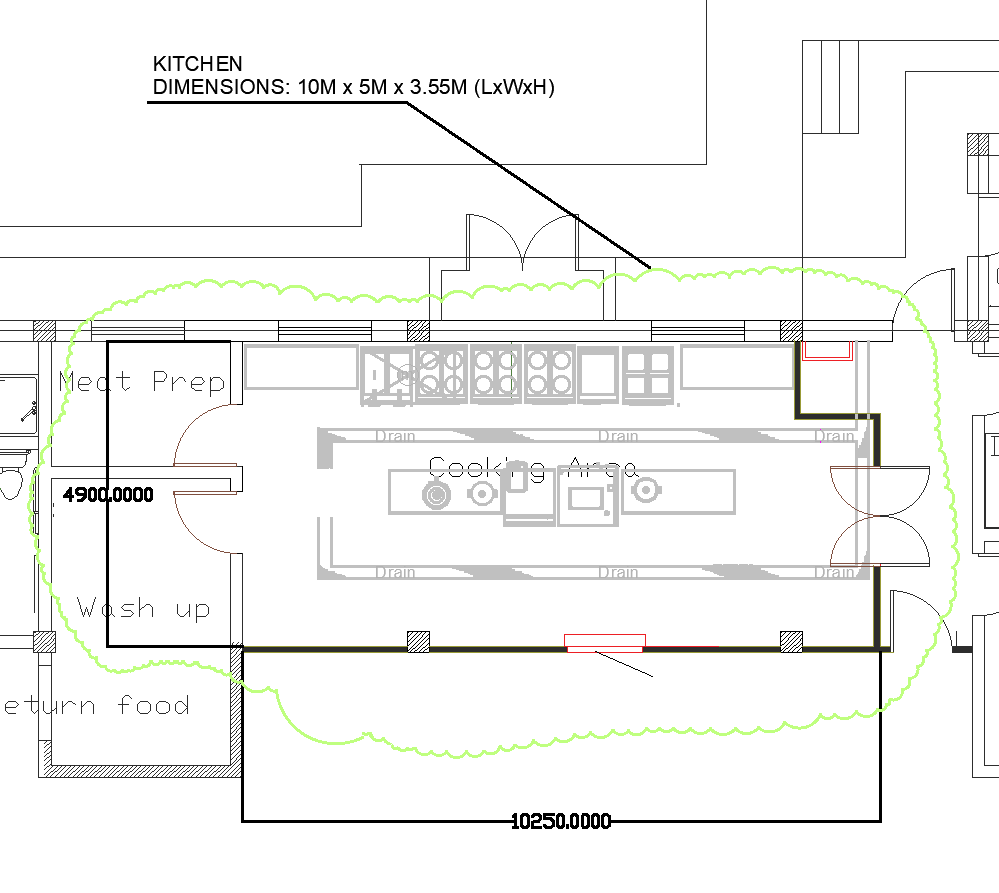 KITCHEN
DIMENSIONS: 10M x 5M x 3.55M (LxWxH)
Meat Prep
Drain
Drain
Drain
Cooking Area
4900.0000
Drain
Drain
Drain
Wash up
eturn food
10250.0000